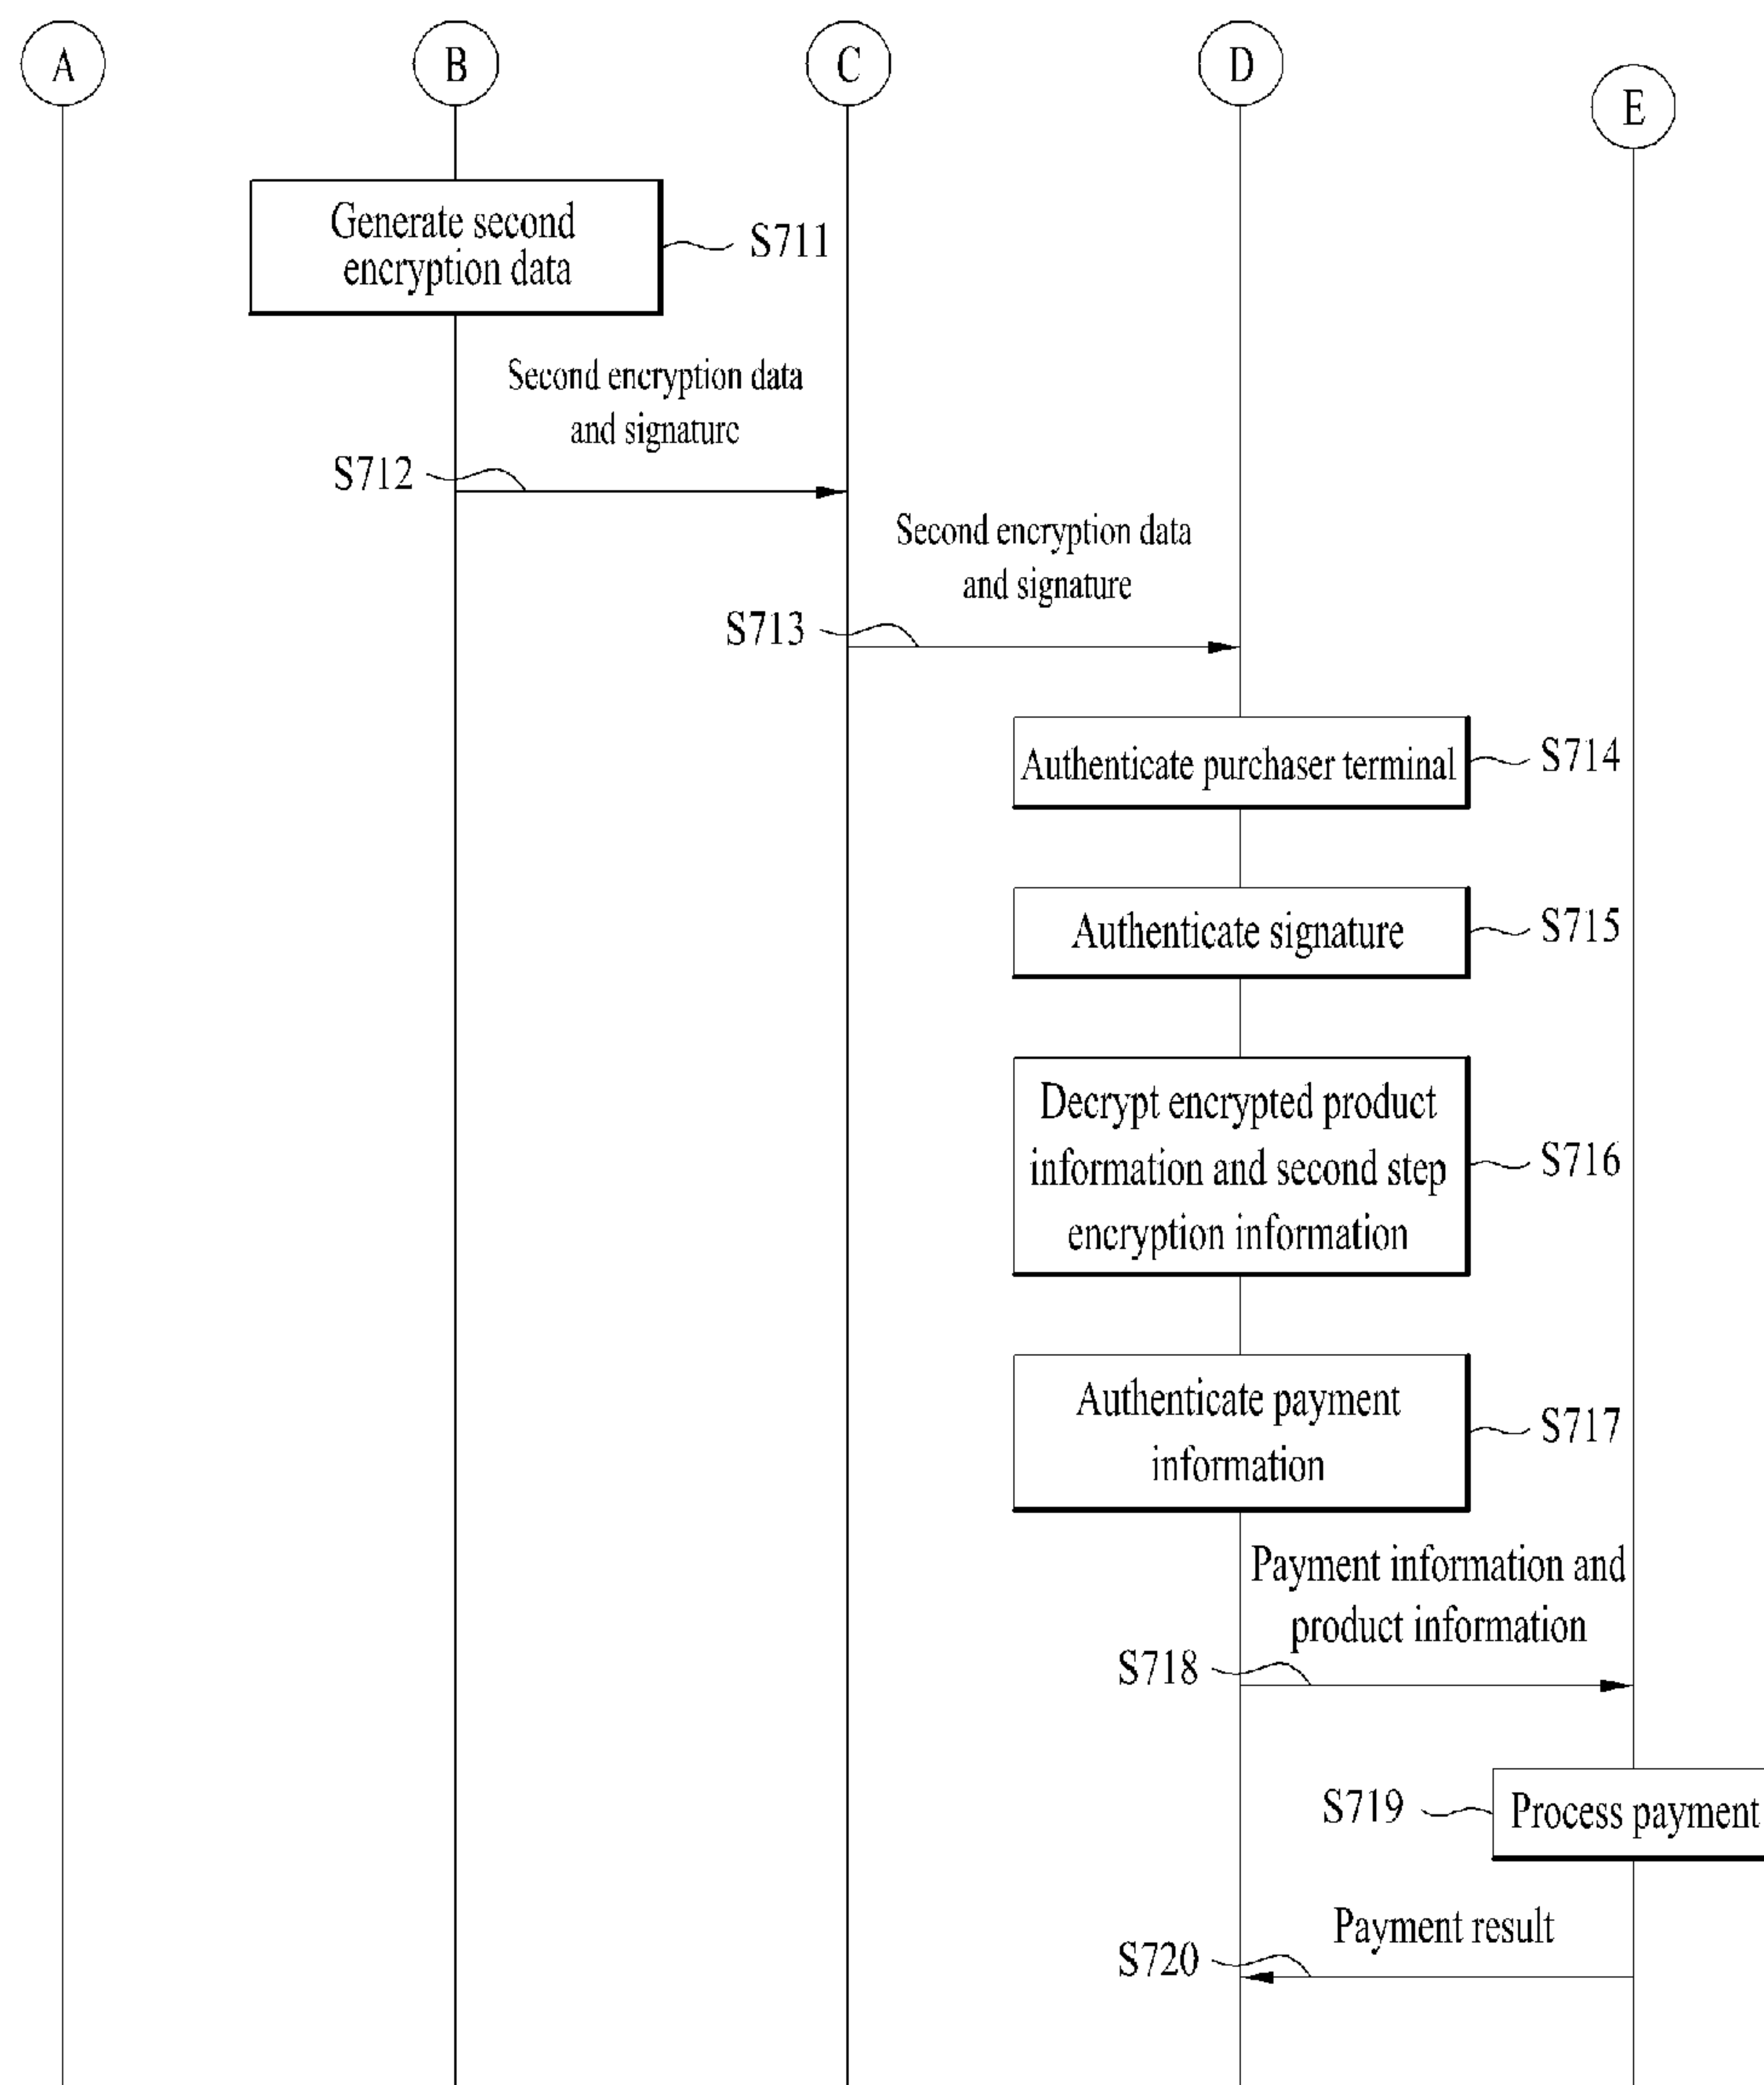 A
B
C
D
E
Generate second
encryption data
S711
Second encryption data
and signature
S712
Second encryption data
and signature
S713
Authenticate purchaser terminal
S714
Authenticate signature
S715
Decrypt encrypted product
information and second step
encryption information
S716
Authenticate payment
information
S717
Payment information and
product information
S718
S719
Process payment
Payment result
S720